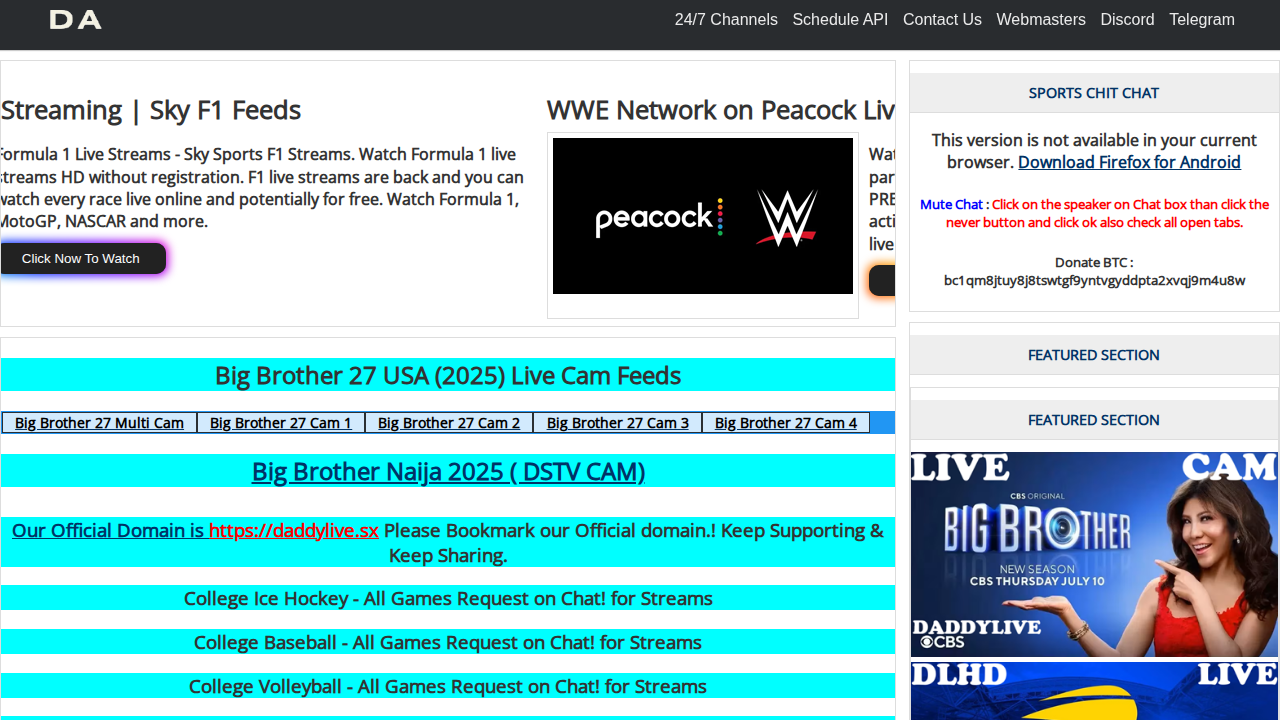 DA
24/7 Channels Schedule API Contact Us Webmasters Discord Telegram
Streaming | Sky F1 Feeds
Formula 1 Live Streams - Sky Sports F1 Streams. Watch Formula 1 live
streams HD without registration. F1 live streams are back and you can
watch every race live online and potentially for free. Watch Formula 1,
MotoGP, NASCAR and more.
Click Now To Watch
WWE Network on Peacock Liv
peacock
W
Wat
par
PRE
acti
live
Big Brother 27 USA (2025) Live Cam Feeds
Big Brother 27 Multi Cam Big Brother 27 Cam 1 Big Brother 27 Cam 2 Big Brother 27 Cam 3 Big Brother 27 Cam 4
Big Brother Naija 2025 ( DSTV CAM)
Our Official Domain is https://daddylive.sx Please Bookmark our Official domain.! Keep Supporting &
Keep Sharing.
College Ice Hockey - All Games Request on Chat! for Streams
College Baseball - All Games Request on Chat! for Streams
College Volleyball - All Games Request on Chat! for Streams
SPORTS CHIT CHAT
This version is not available in your current
browser. Download Firefox for Android
Mute Chat : Click on the speaker on Chat box than click the
never button and click ok also check all open tabs.
Donate BTC :
bc1qm8jtuy8j8tswtgf9yntvgyddpta2xvqj9m4u8w
FEATURED SECTION
FEATURED SECTION
LIVE CAM
CBS ORIGINAL
BIG BROTHER
NEW SEASON
CBS THURSDAY JULY 10
DADDYLIVE
CBS
DLHD LIVE